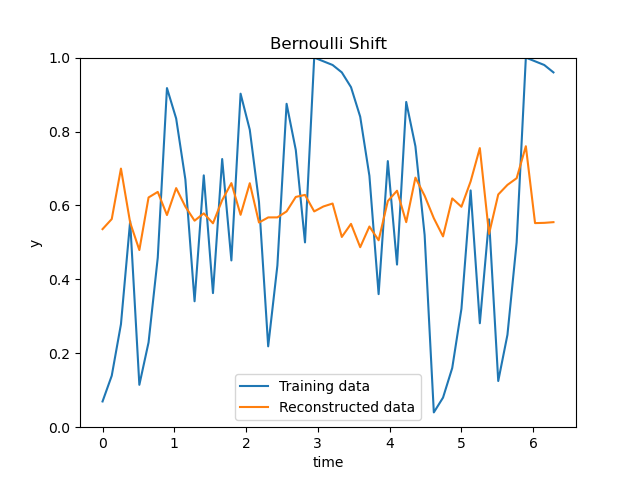 Bernoulli Shift
1.0
0.8
0.6
0.4
0.2
0.0
y
Training data
Reconstructed data
0 1 2 3 4 5 6
time